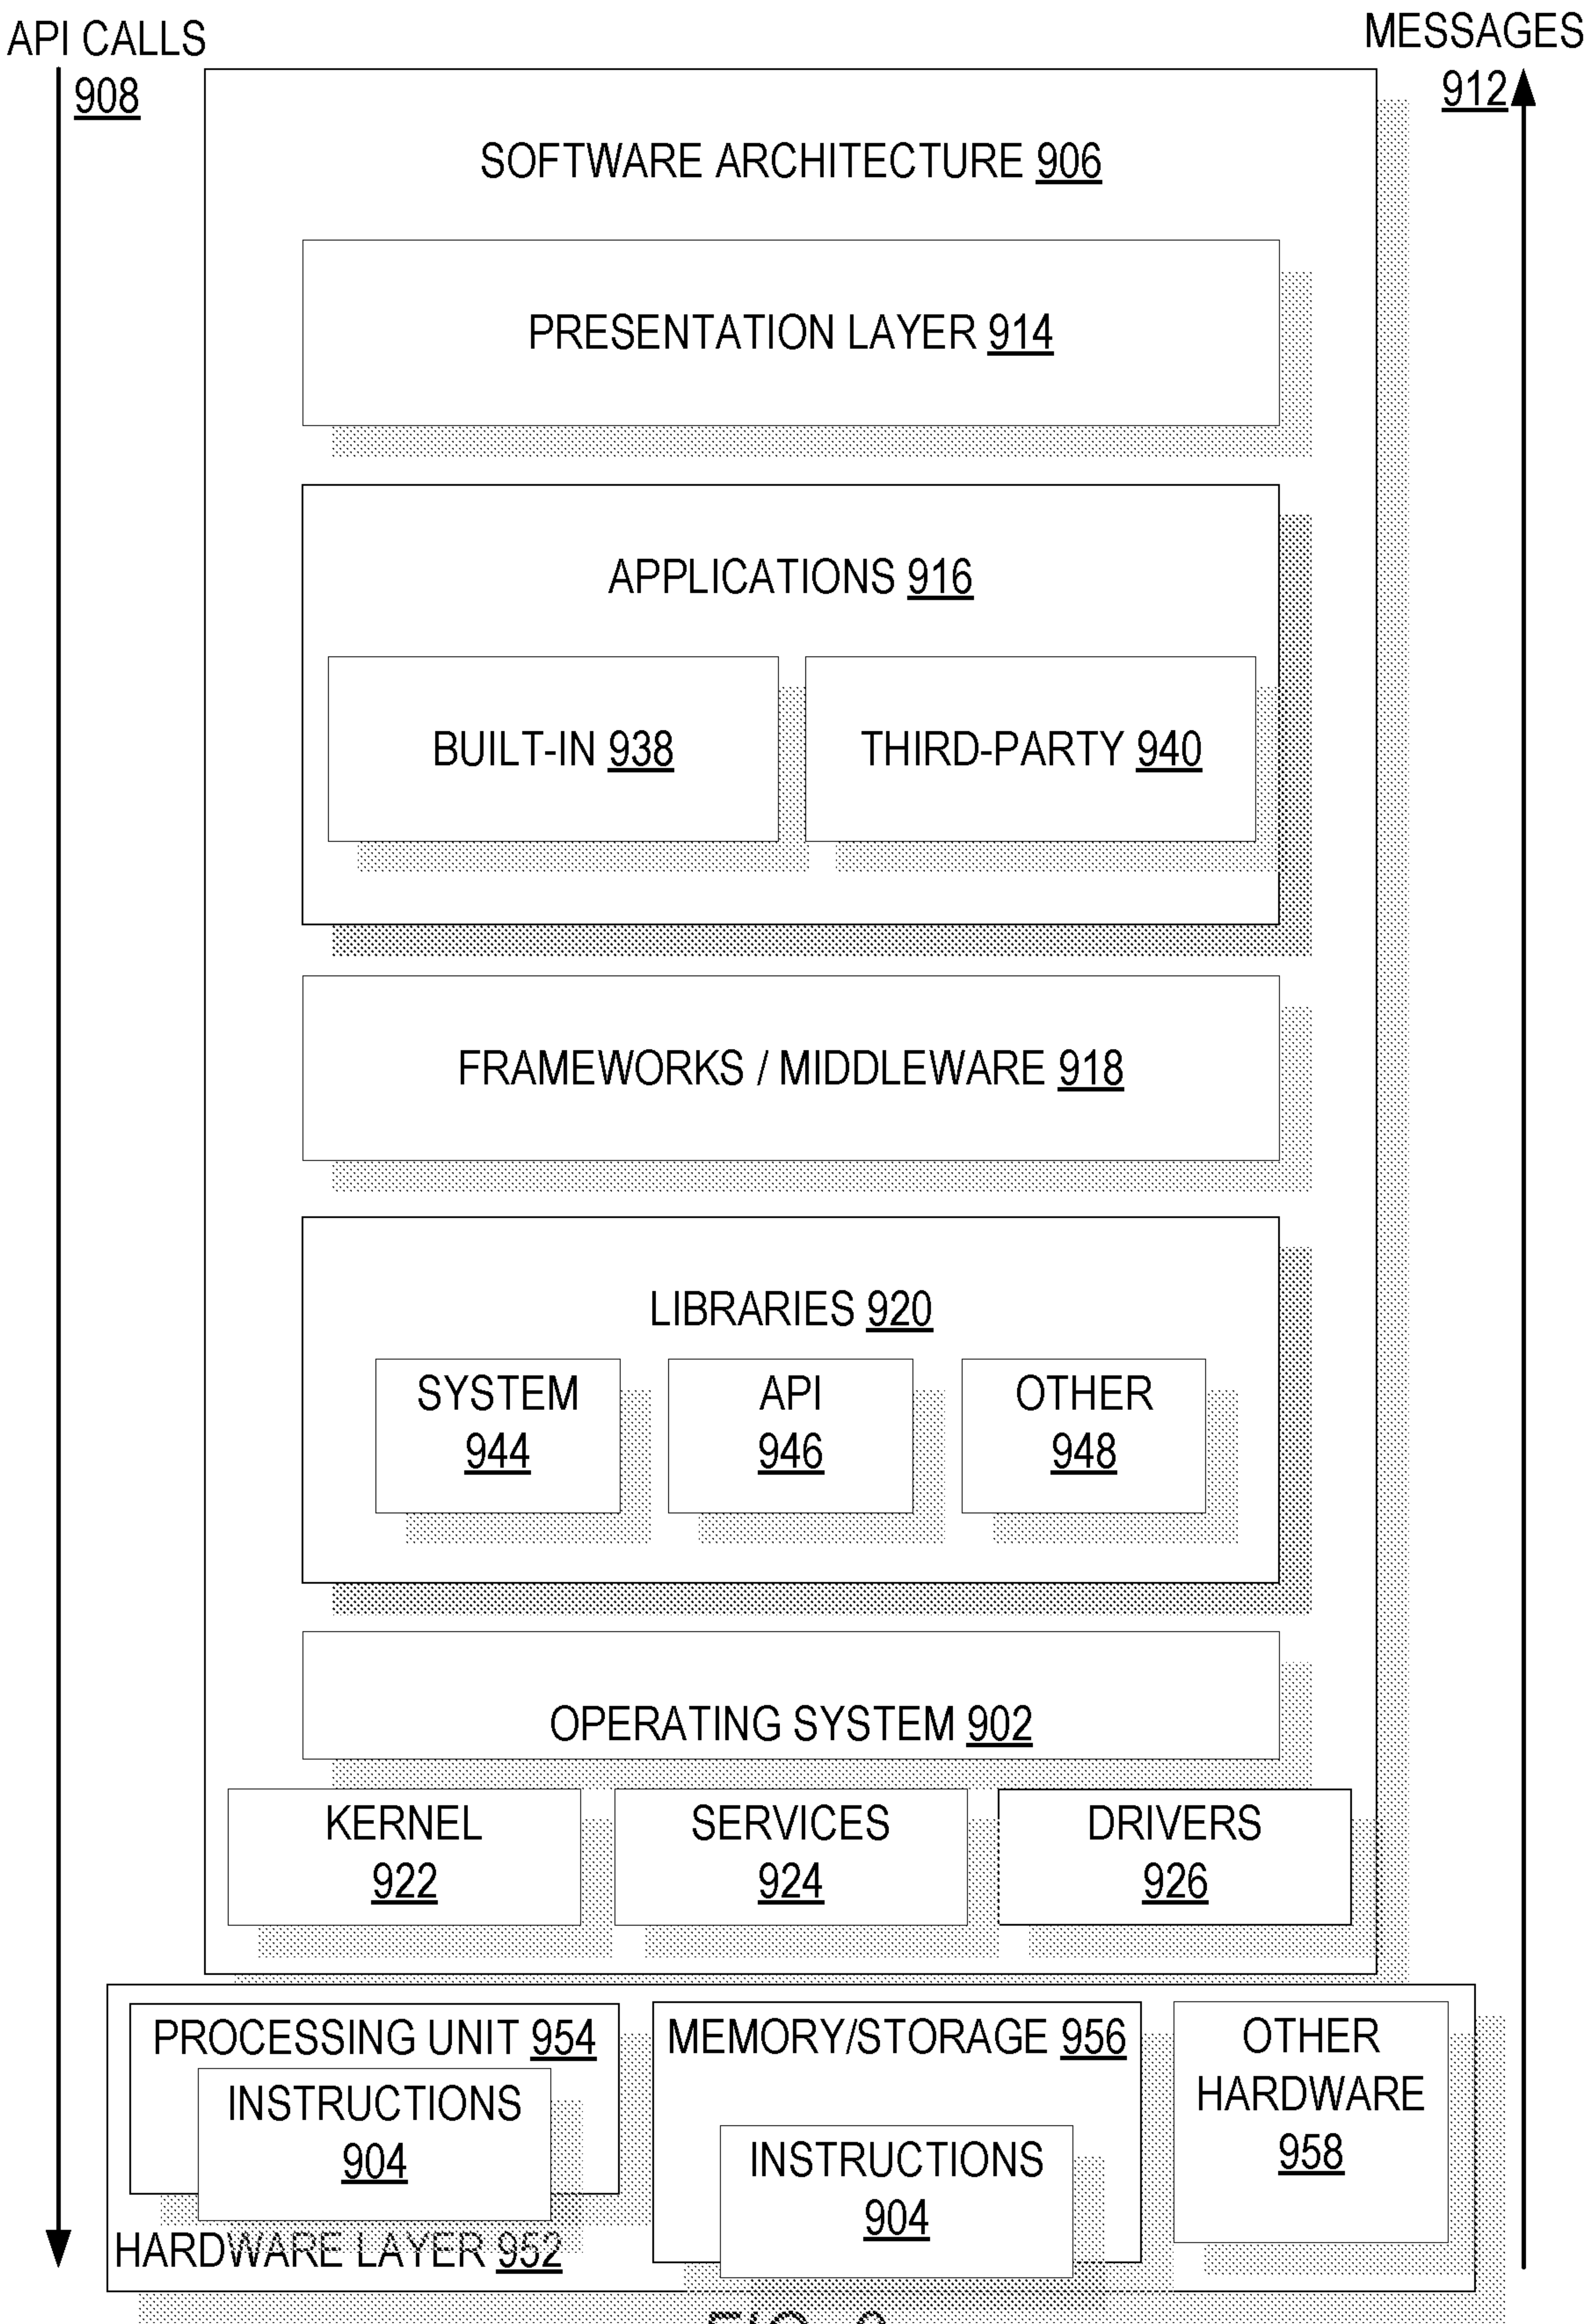 API CALLS
908
MESSAGES
912
SOFTWARE ARCHITECTURE 906
PRESENTATION LAYER 914
APPLICATIONS 916
BUILT-IN 938
THIRD-PARTY 940
FRAMEWORKS / MIDDLEWARE 918
LIBRARIES 920
SYSTEM
944
API
946
OTHER
948
OPERATING SYSTEM 902
KERNEL
922
SERVICES
924
DRIVERS
926
PROCESSING UNIT 954
INSTRUCTIONS
904
MEMORY/STORAGE 956
INSTRUCTIONS
904
OTHER
HARDWARE
958
HARDWARE LAYER 952